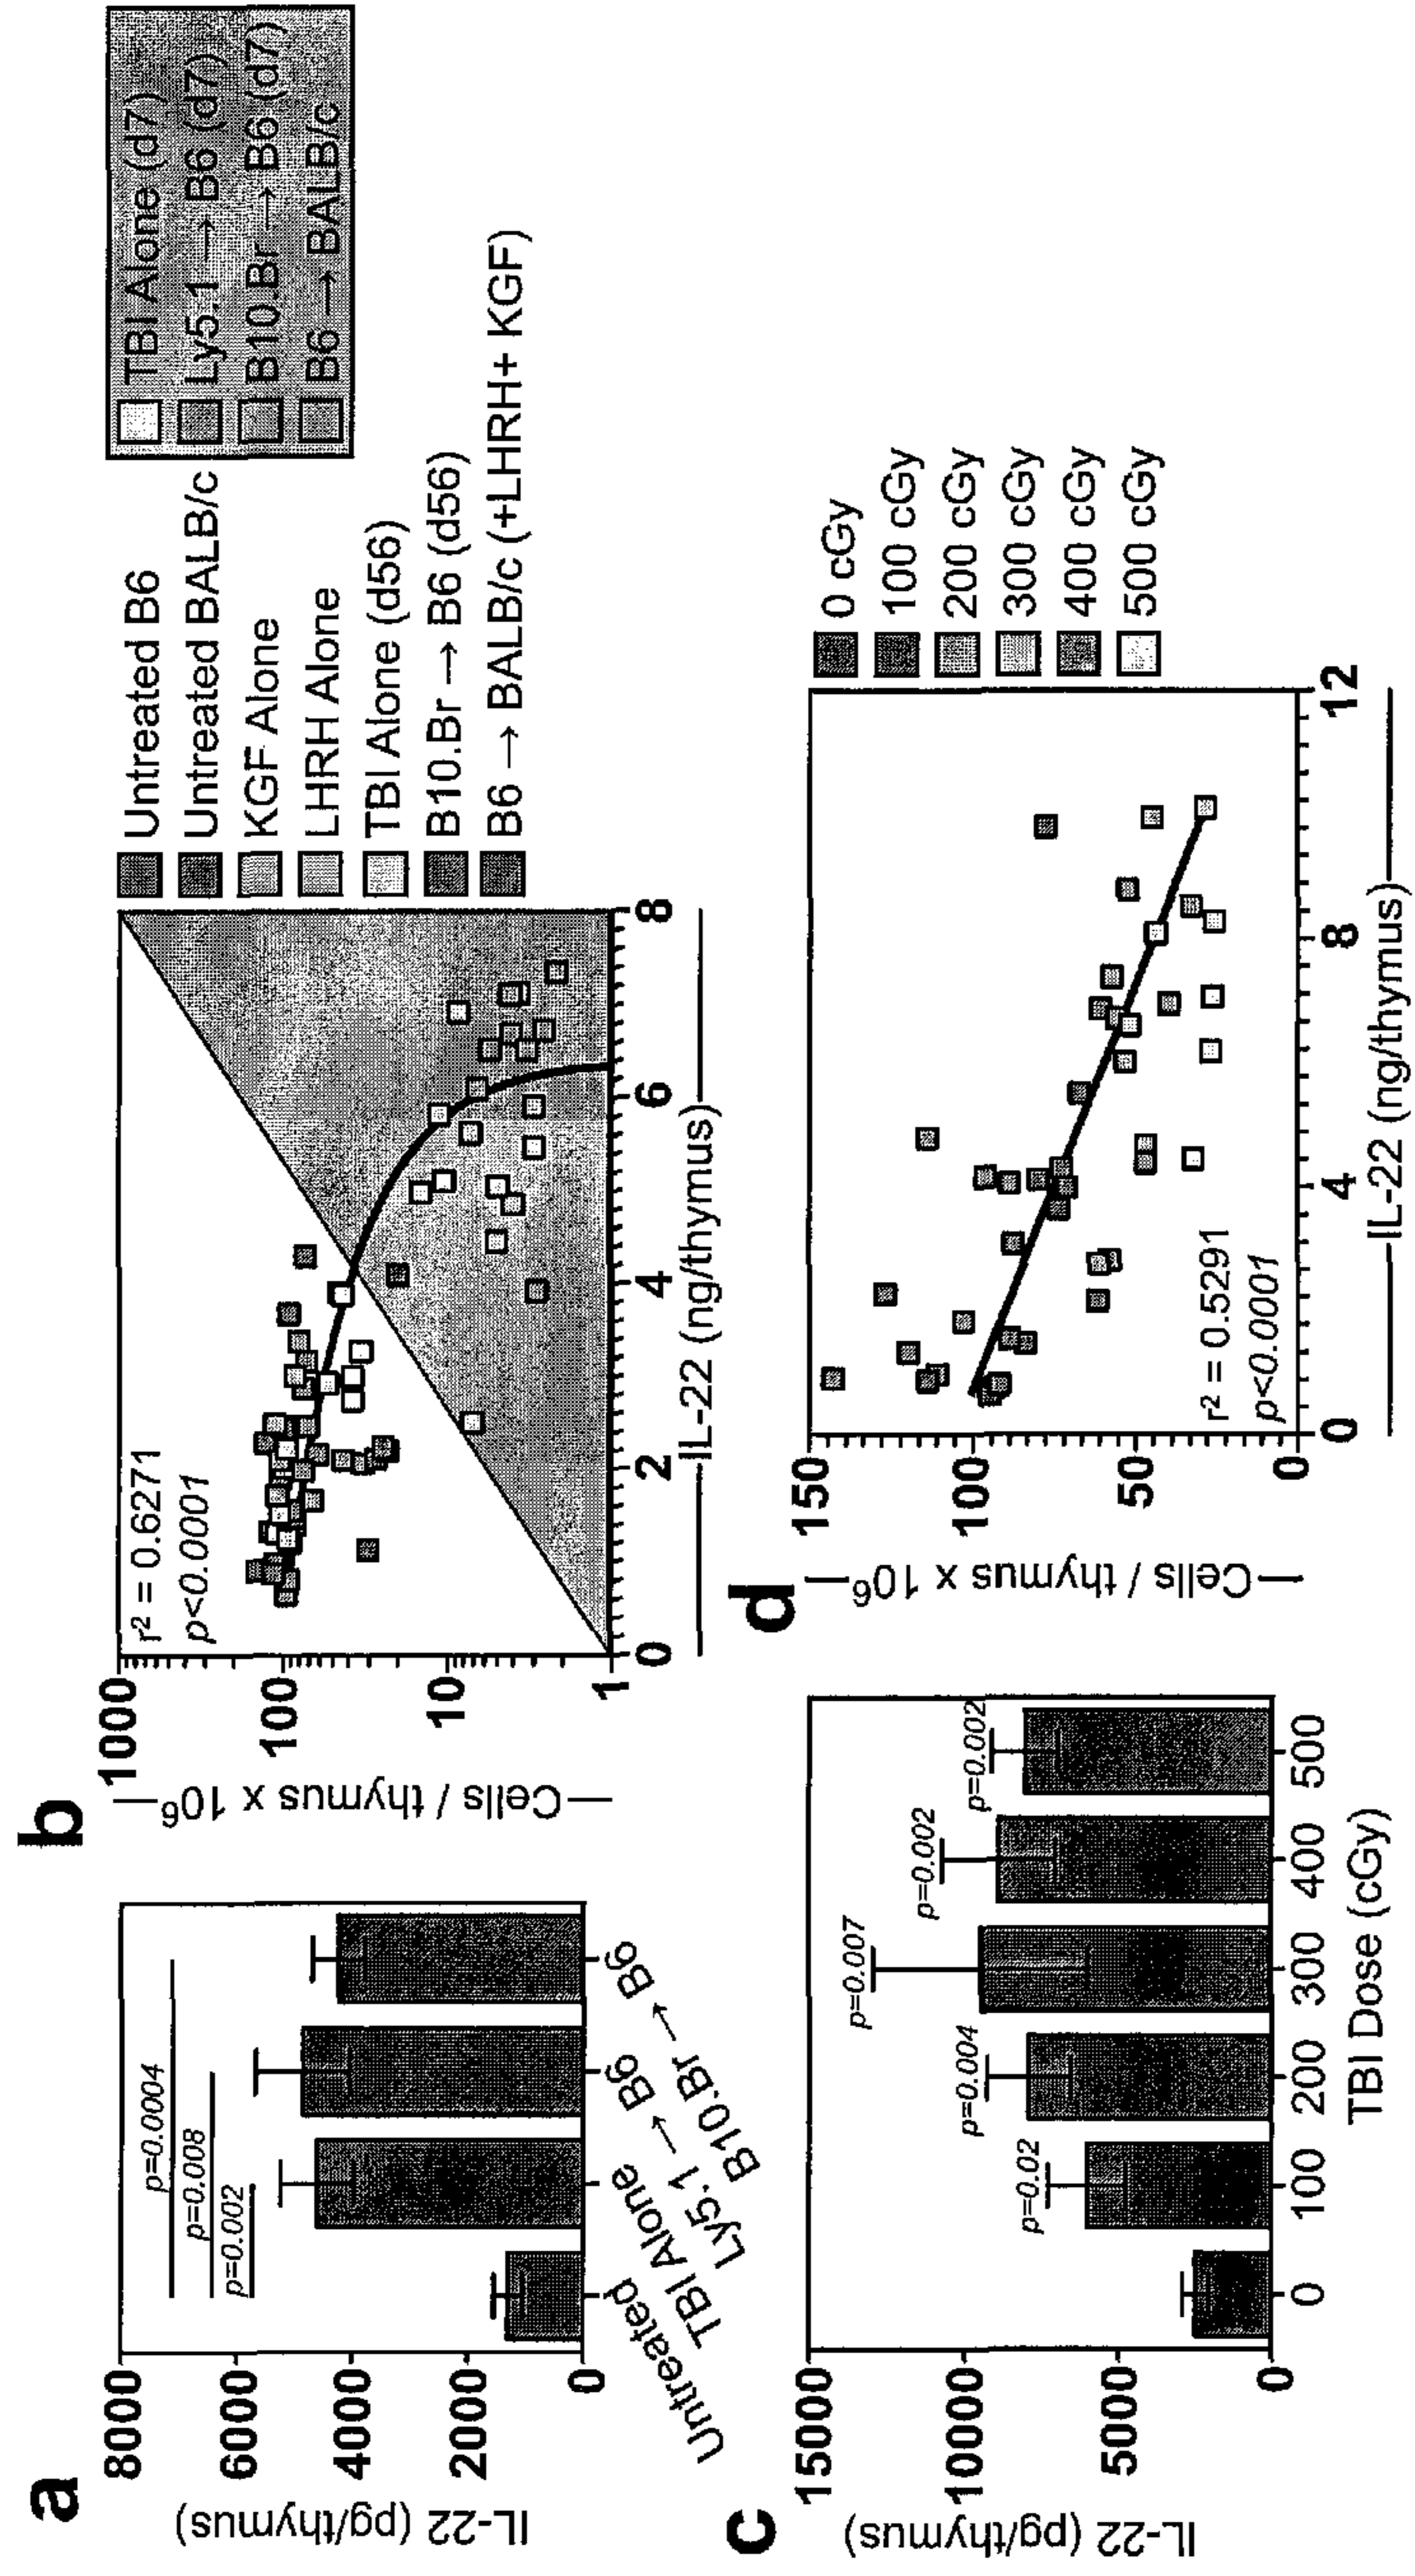 a
IL-22 (pg/thymus)
8000
6000
4000
2000
0
p=0.0004
p=0.008
p=0.002
Untreated
TBI Alone
Ly5.1 → B6
B10.Br → B6
b
Cells / thymus x 10⁶
1000
100
10
1
r² = 0.6271
p<0.0001
0
2
4
6
8
IL-22 (ng/thymus)
Untreated B6
Untreated BALB/c
KGF Alone
LHRH Alone
TBI Alone (d56)
B10.Br → B6 (d56)
B6 → BALB/c (+LHRH+ KGF)
TBI Alone (d7)
Ly5.1 → B6 (d7)
B10.Br → B6 (d7)
B6 → BALB/c
c
IL-22 (pg/thymus)
15000
10000
5000
0
p=0.02
p=0.004
p=0.007
p=0.002
p=0.002
0
100
200
300
400
500
TBI Dose (cGy)
d
Cells / thymus x 10⁶
150
100
50
0
r² = 0.5291
p<0.0001
0
4
8
12
IL-22 (ng/thymus)
0 cGy
100 cGy
200 cGy
300 cGy
400 cGy
500 cGy